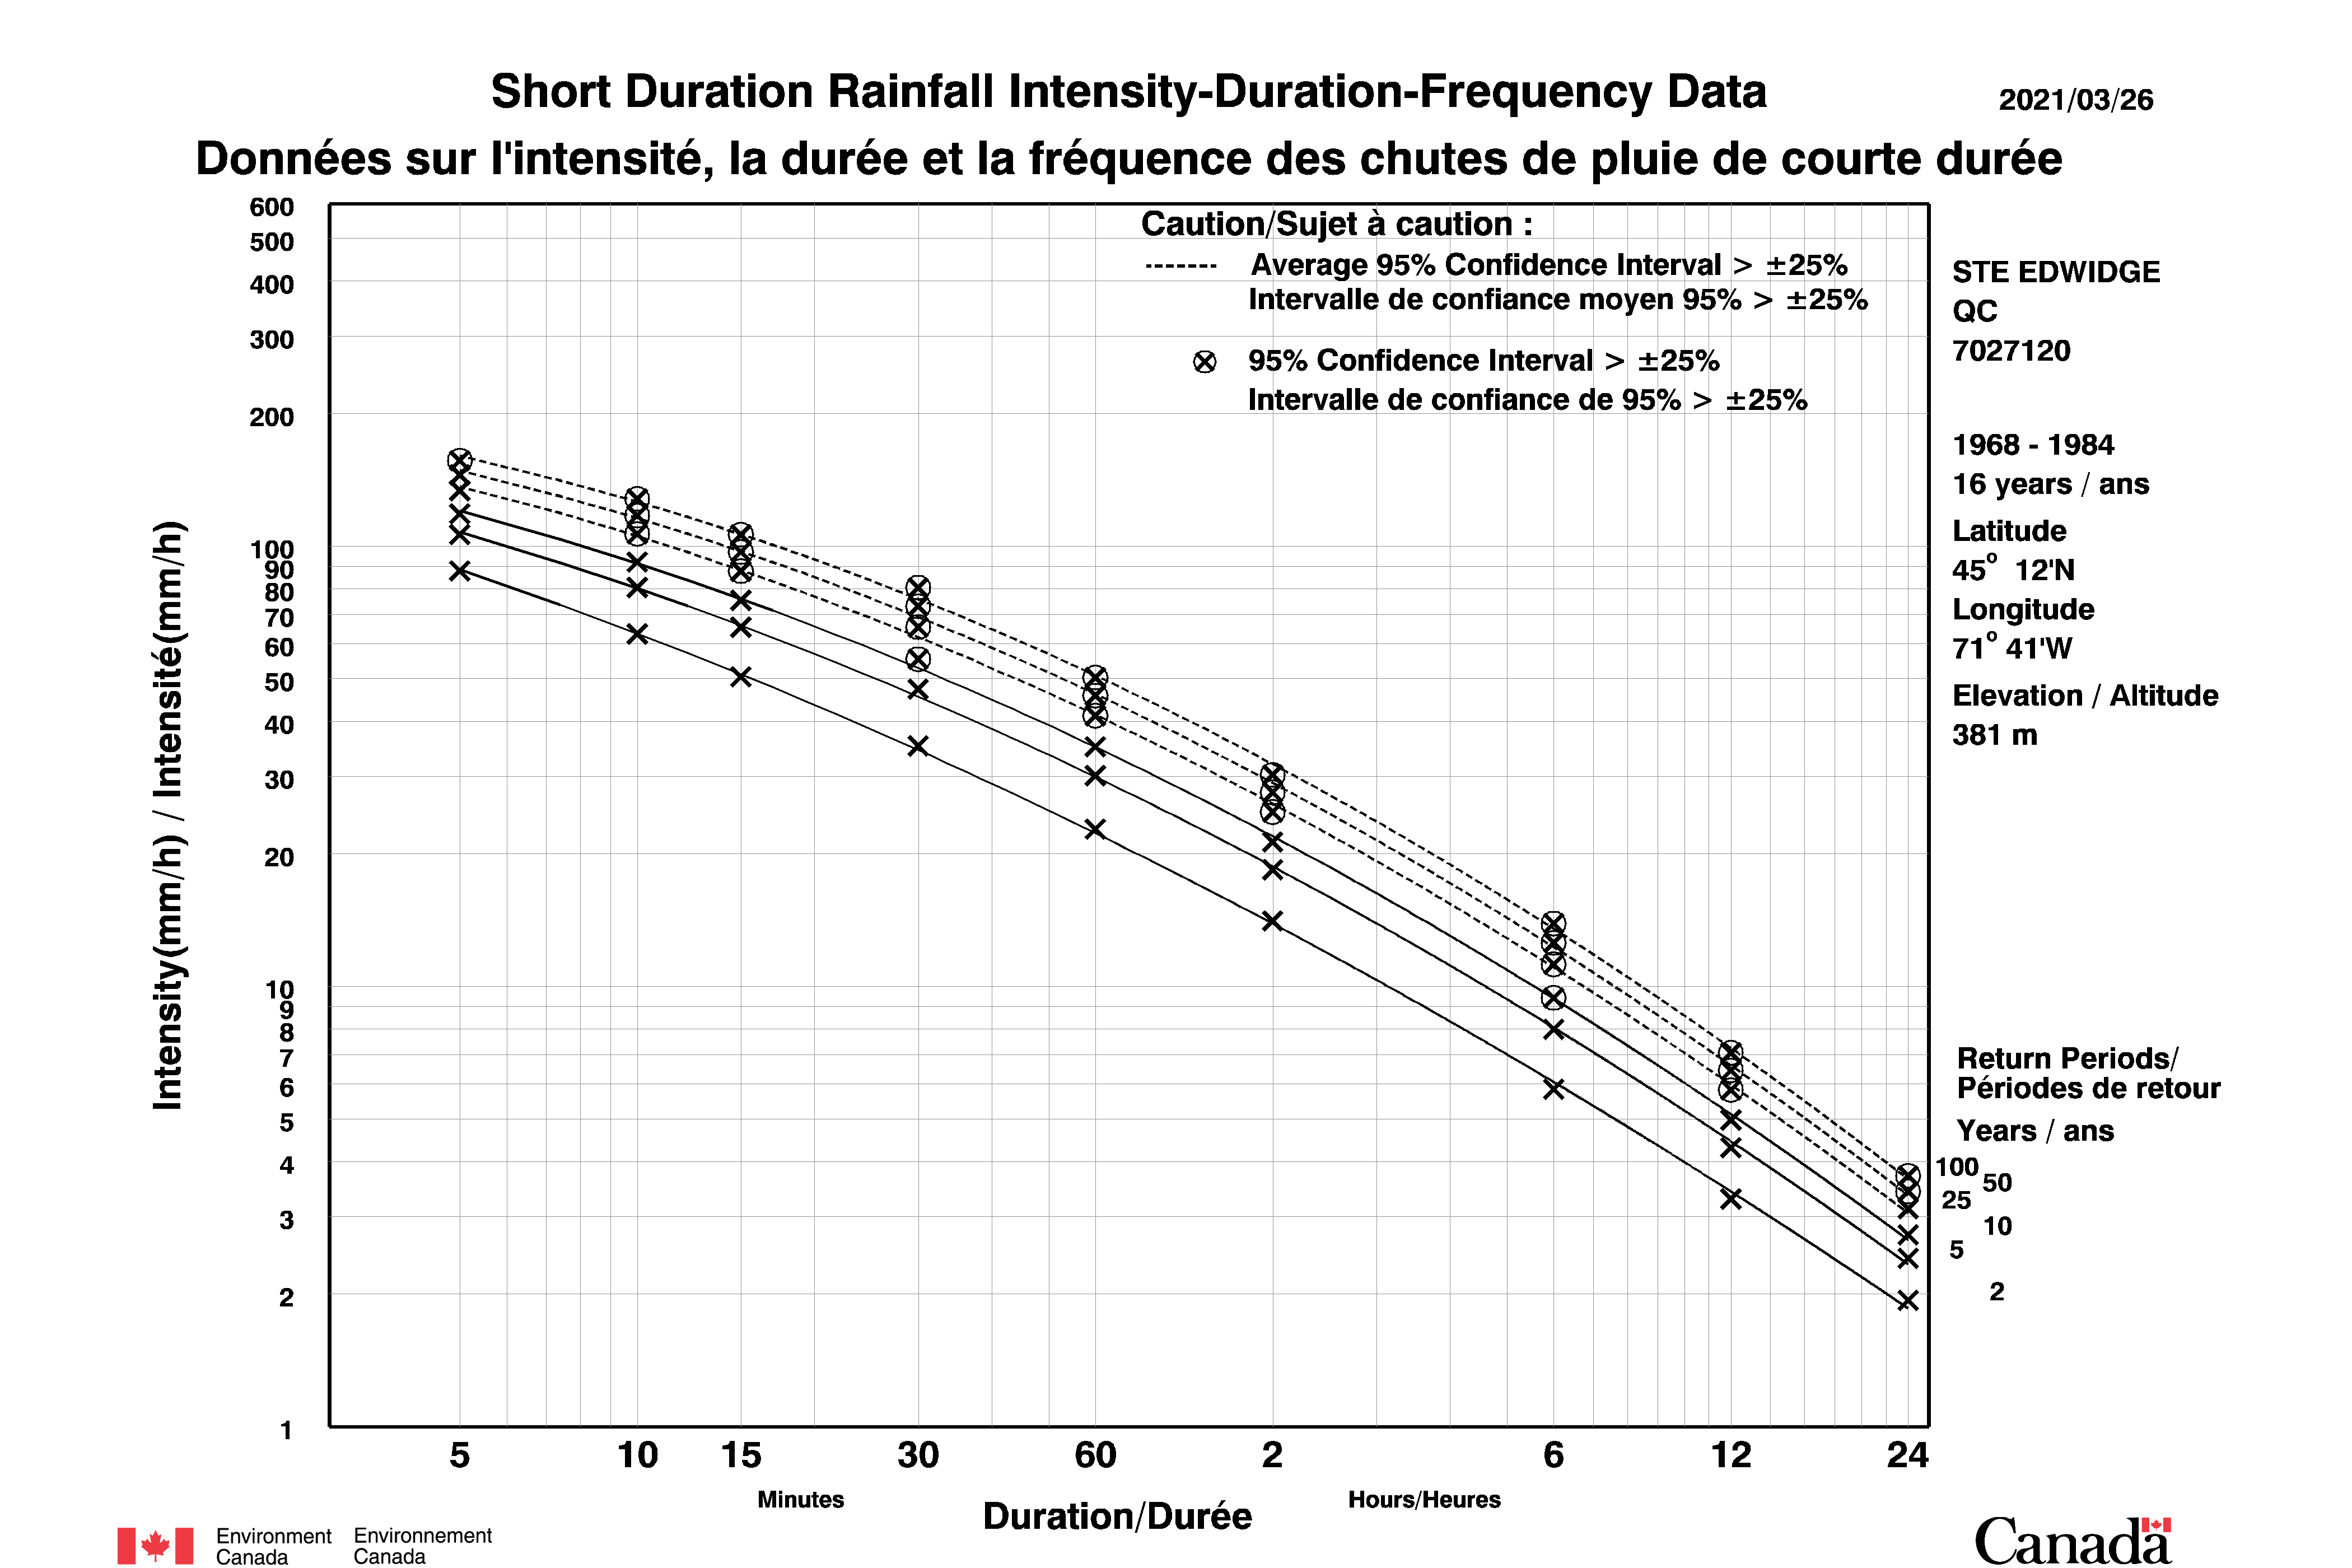 Short Duration Rainfall Intensity-Duration-Frequency Data
2021/03/26
Données sur l'intensité, la durée et la fréquence des chutes de pluie de courte durée
Caution/Sujet à caution :
Average 95% Confidence Interval > ±25%
Intervalle de confiance moyen 95% > ±25%
95% Confidence Interval > ±25%
Intervalle de confiance de 95% > ±25%
STE EDWIDGE
QC
7027120
1968 - 1984
16 years / ans
Latitude
45° 12'N
Longitude
71° 41'W
Elevation / Altitude
381 m
Return Periods/
Périodes de retour
Years / ans
100
50
25
10
5
2
Intensity(mm/h) / Intensité(mm/h)
600
500
400
300
200
100
90
80
70
60
50
40
30
20
10
9
8
7
6
5
4
3
2
1
5 10 15 30 60 2 6 12 24
Minutes
Hours/Heures
Duration/Durée
Environment
Canada
Environnement
Canada
Canada